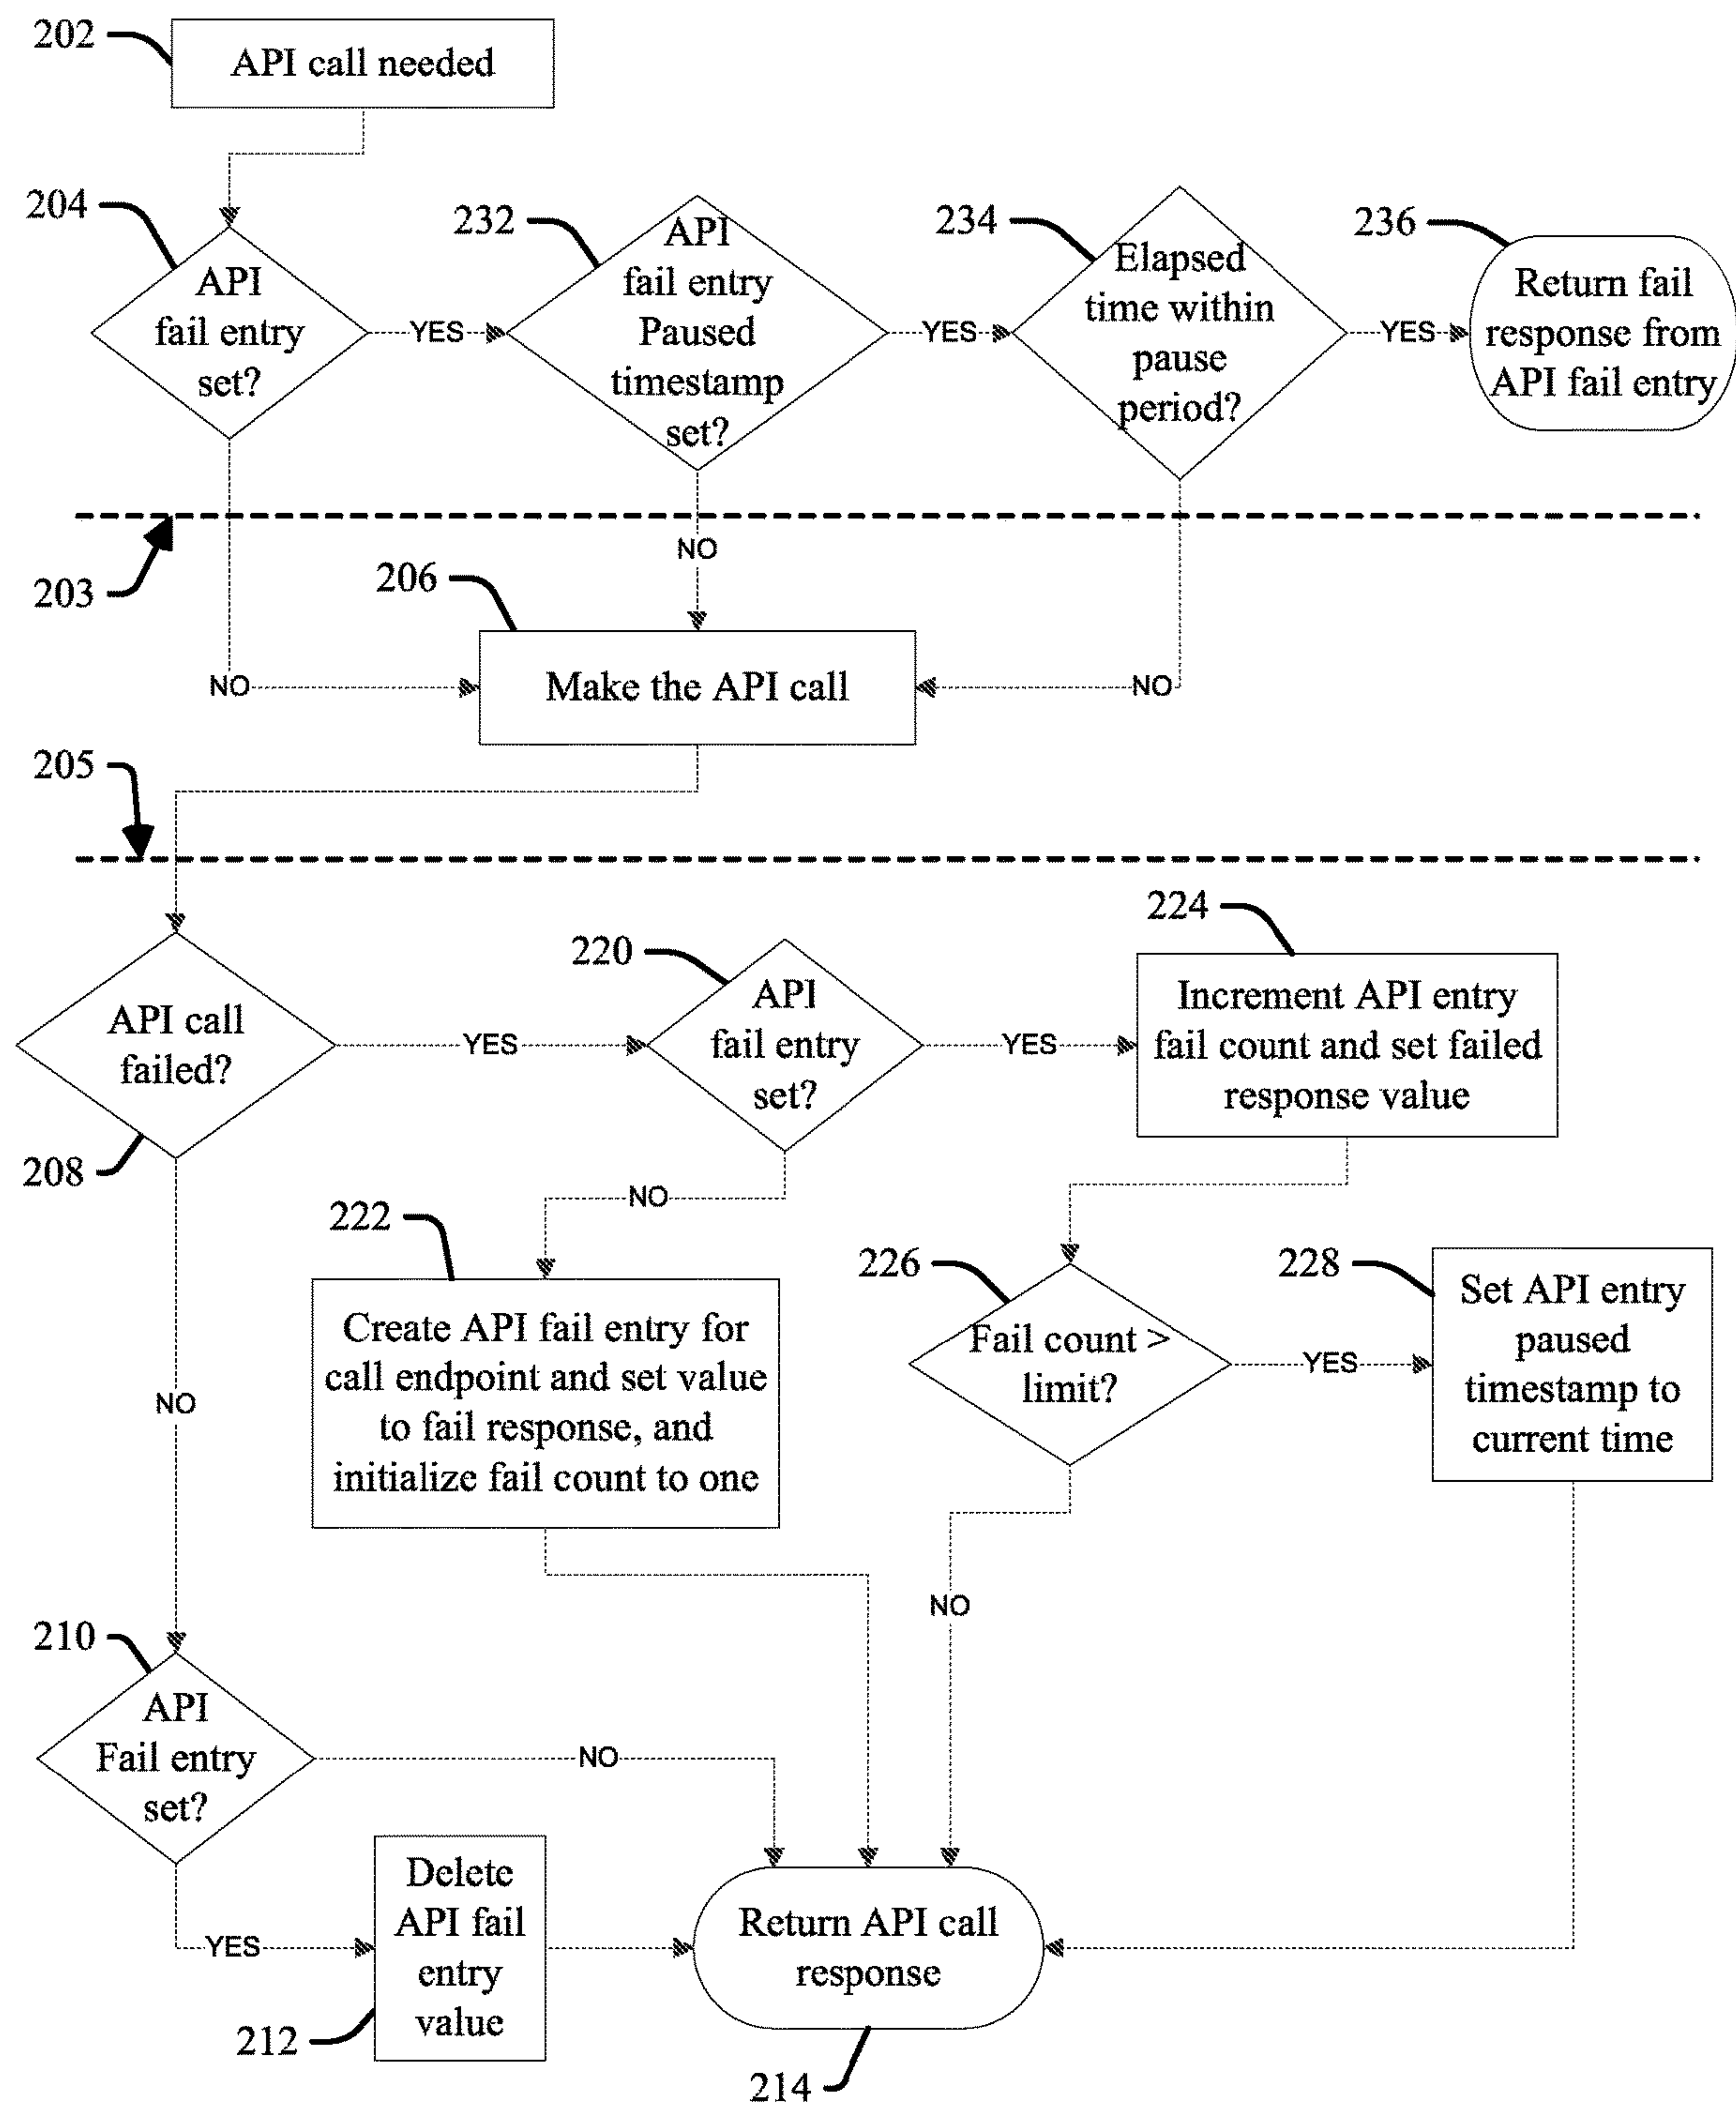 202
API call needed
204
API
fail entry
set?
YES
232
API
fail entry
Paused
timestamp
set?
YES
234
Elapsed
time within
pause
period?
YES
236
Return fail
response from
API fail entry
203
NO
206
Make the API call
NO
NO
205
API call
failed?
208
YES
220
API
fail entry
set?
YES
224
Increment API entry
fail count and set failed
response value
NO
222
Create API fail entry for
call endpoint and set value
to fail response, and
initialize fail count to one
226
Fail count >
limit?
YES
228
Set API entry
paused
timestamp to
current time
NO
NO
210
API
Fail entry
set?
NO
YES
Delete
API fail
entry
value
212
Return API call
response
214